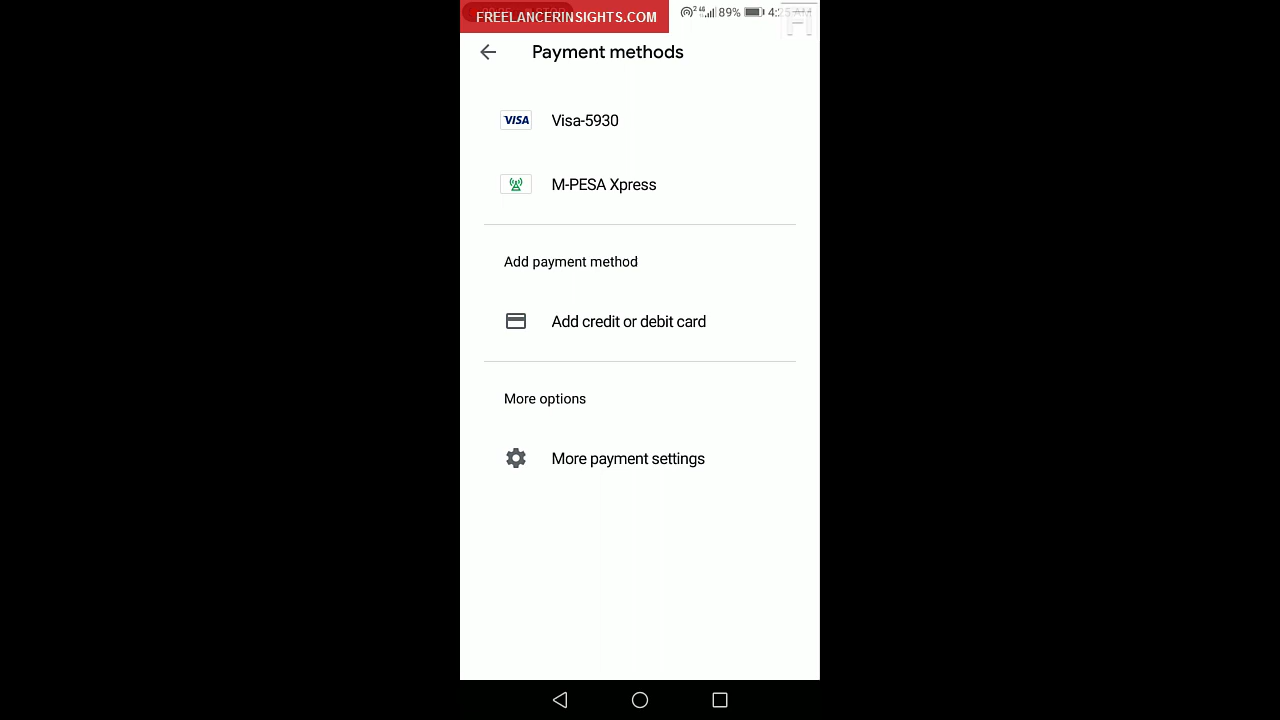 FREELANCERINSIGHTS.COM
89%
Payment methods
VISA Visa-5930
M-PESA Xpress
Add payment method
Add credit or debit card
More options
More payment settings